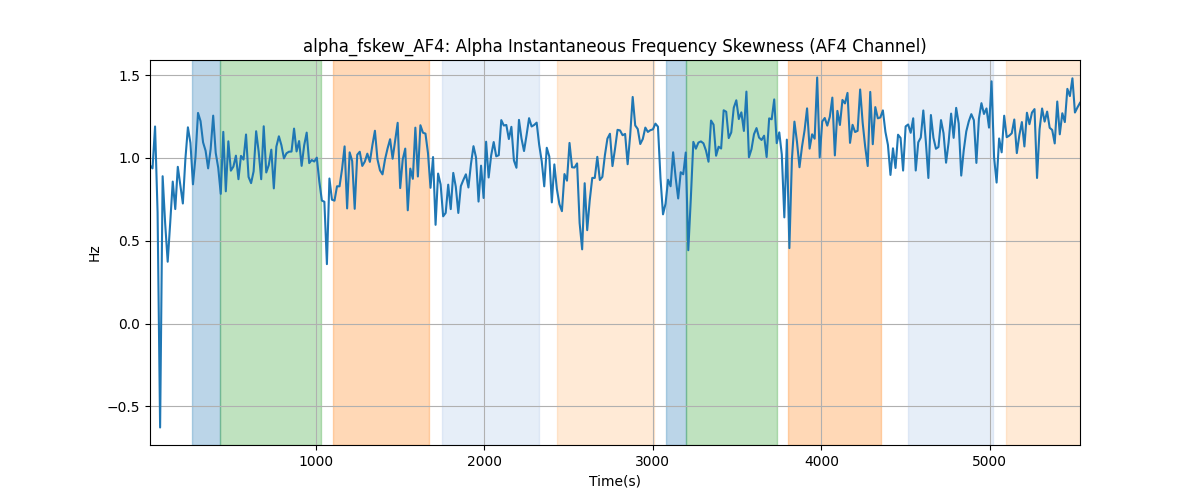 alpha_fskew_AF4: Alpha Instantaneous Frequency Skewness (AF4 Channel)
1.5
1.0
0.5
0.0
−0.5
Hz
1000 2000 3000 4000 5000
Time(s)